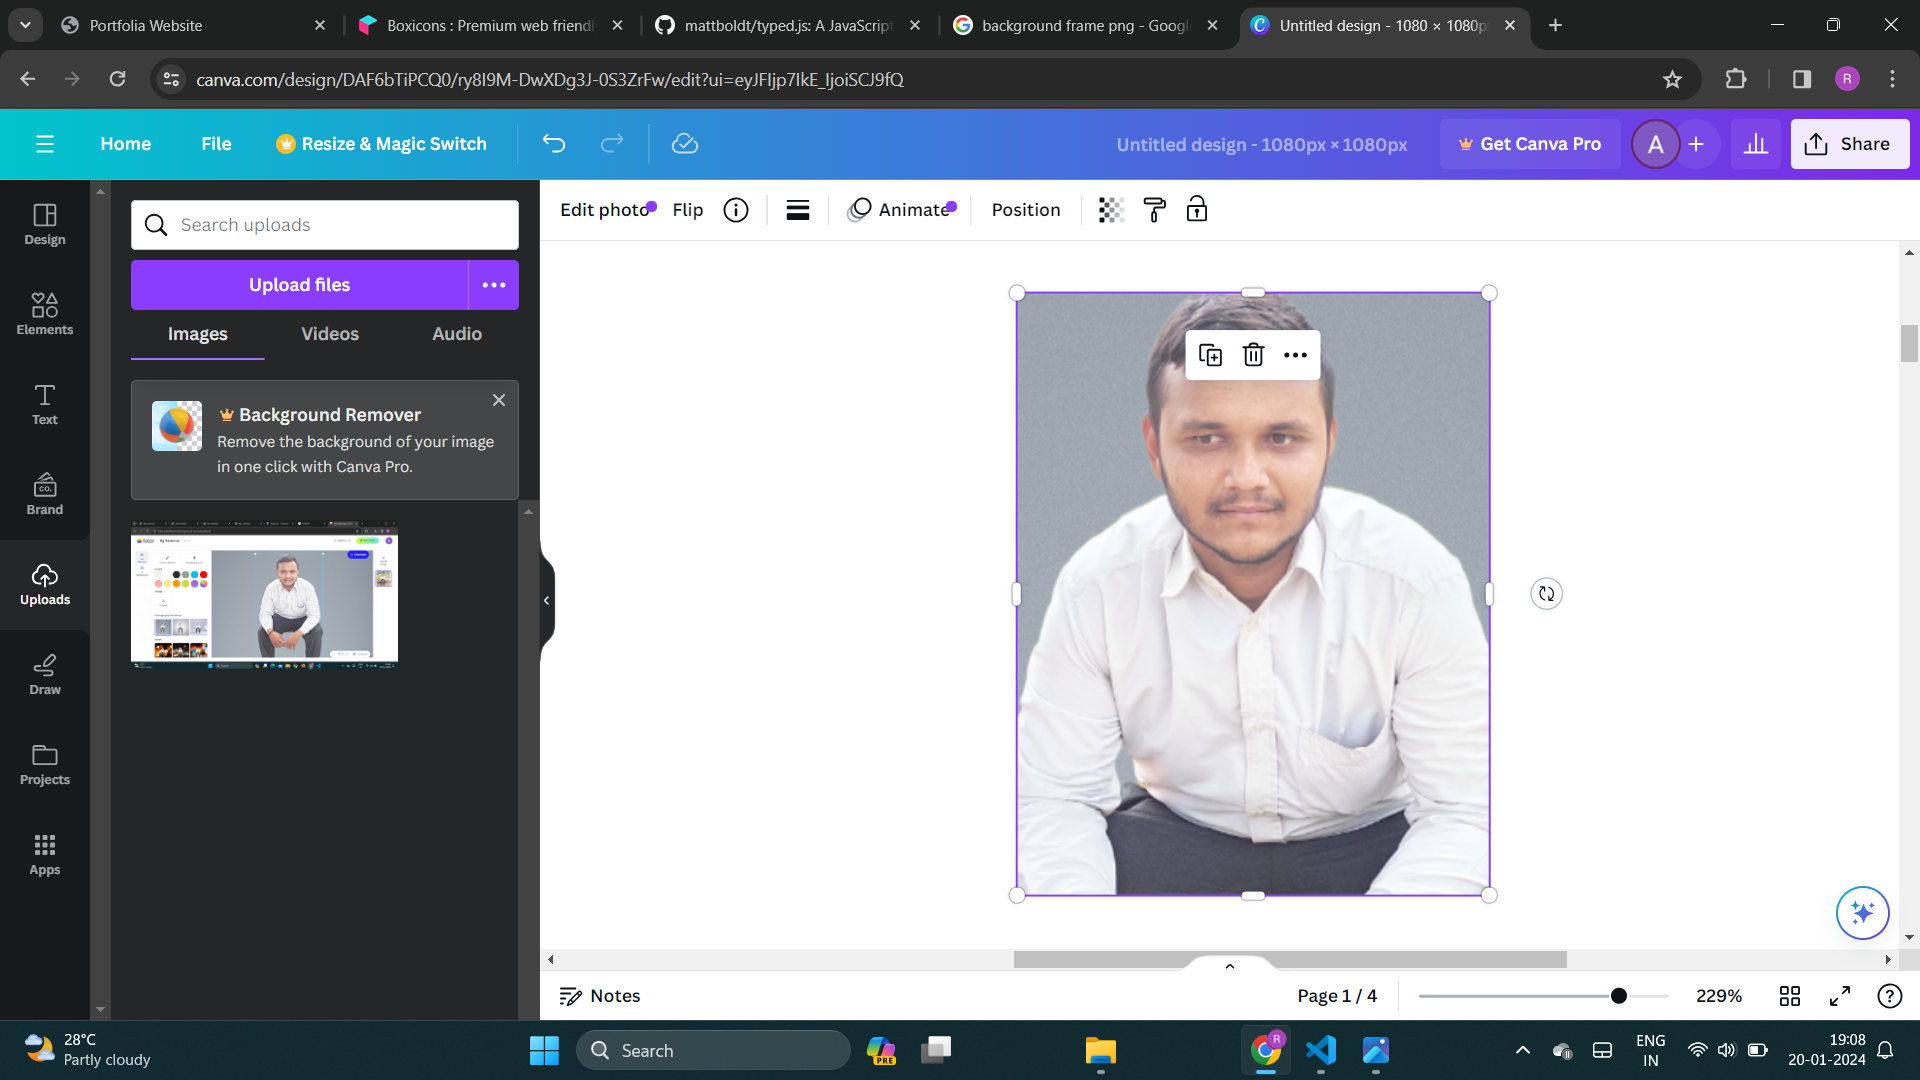 Portfolia Website
Boxicons : Premium web friendl
mattboldt/typed.js: A JavaScript
background frame png - Googl
Untitled design - 1080 × 1080p
canva.com/design/DAF6bTiPCQ0/ry8I9M-DwXDg3J-0S3ZrFw/edit?ui=eyJFIjp7IkE_IjoiSCJ9fQ
R
Home
File
Resize & Magic Switch
Untitled design - 1080px × 1080px
Get Canva Pro
A
Share
Design
Elements
Text
CO.
Brand
Uploads
Draw
Projects
Apps
Search uploads
Upload files
Images
Videos
Audio
Background Remover
Remove the background of your image
in one click with Canva Pro.
Edit photo
Flip
Animate
Position
Notes
Page 1 / 4
229%
28°C
Partly cloudy
Search
PRE
R
ENG
IN
19:08
20-01-2024